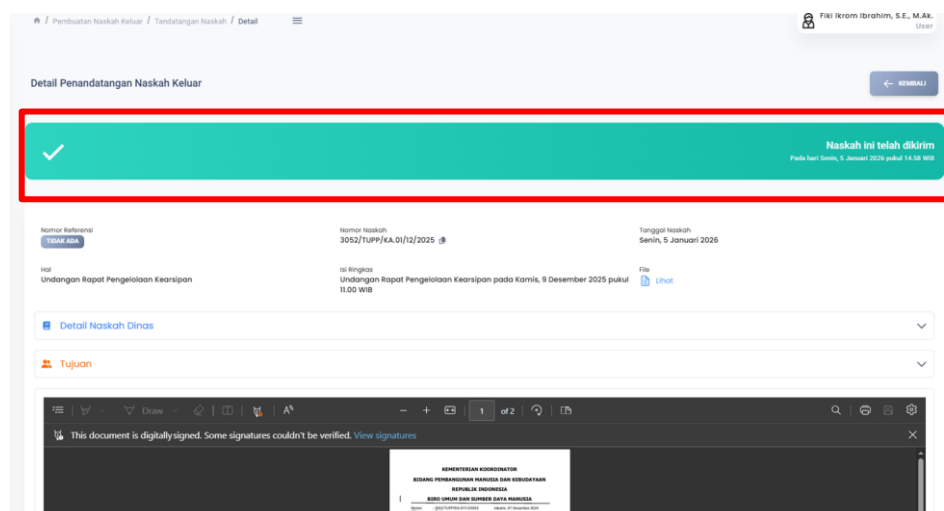 / Pembuatan Naskah Keluar / Tandatangan Naskah / Detail
Fiki Ikrom Ibrahim, S.E., M.Ak.
User
Detail Penandatangan Naskah Keluar
← KEMBALI
Naskah ini telah dikirim
Pada hari Senin, 5 Januari 2026 pukul 14.58 WIB
Nomor Referensi
TIDAK ADA
Nomor Naskah
3052/TUPP/KA.01/12/2025
Tanggal Naskah
Senin, 5 Januari 2026
Hal
Undangan Rapat Pengelolaan Kearsipan
Isi Ringkas
Undangan Rapat Pengelolaan Kearsipan pada Kamis, 9 Desember 2025 pukul
11.00 WIB
File
Lihat
Detail Naskah Dinas
Tujuan
Draw
1 of 2
This document is digitally signed. Some signatures couldn't be verified. View signatures
KEMENTERIAN KOORDINATOR
BIDANG PEMBANGUNAN MANUSIA DAN KEBUDAYAAN
REPUBLIK INDONESIA
BIRO UMUM DAN SUMBER DAYA MANUSIA